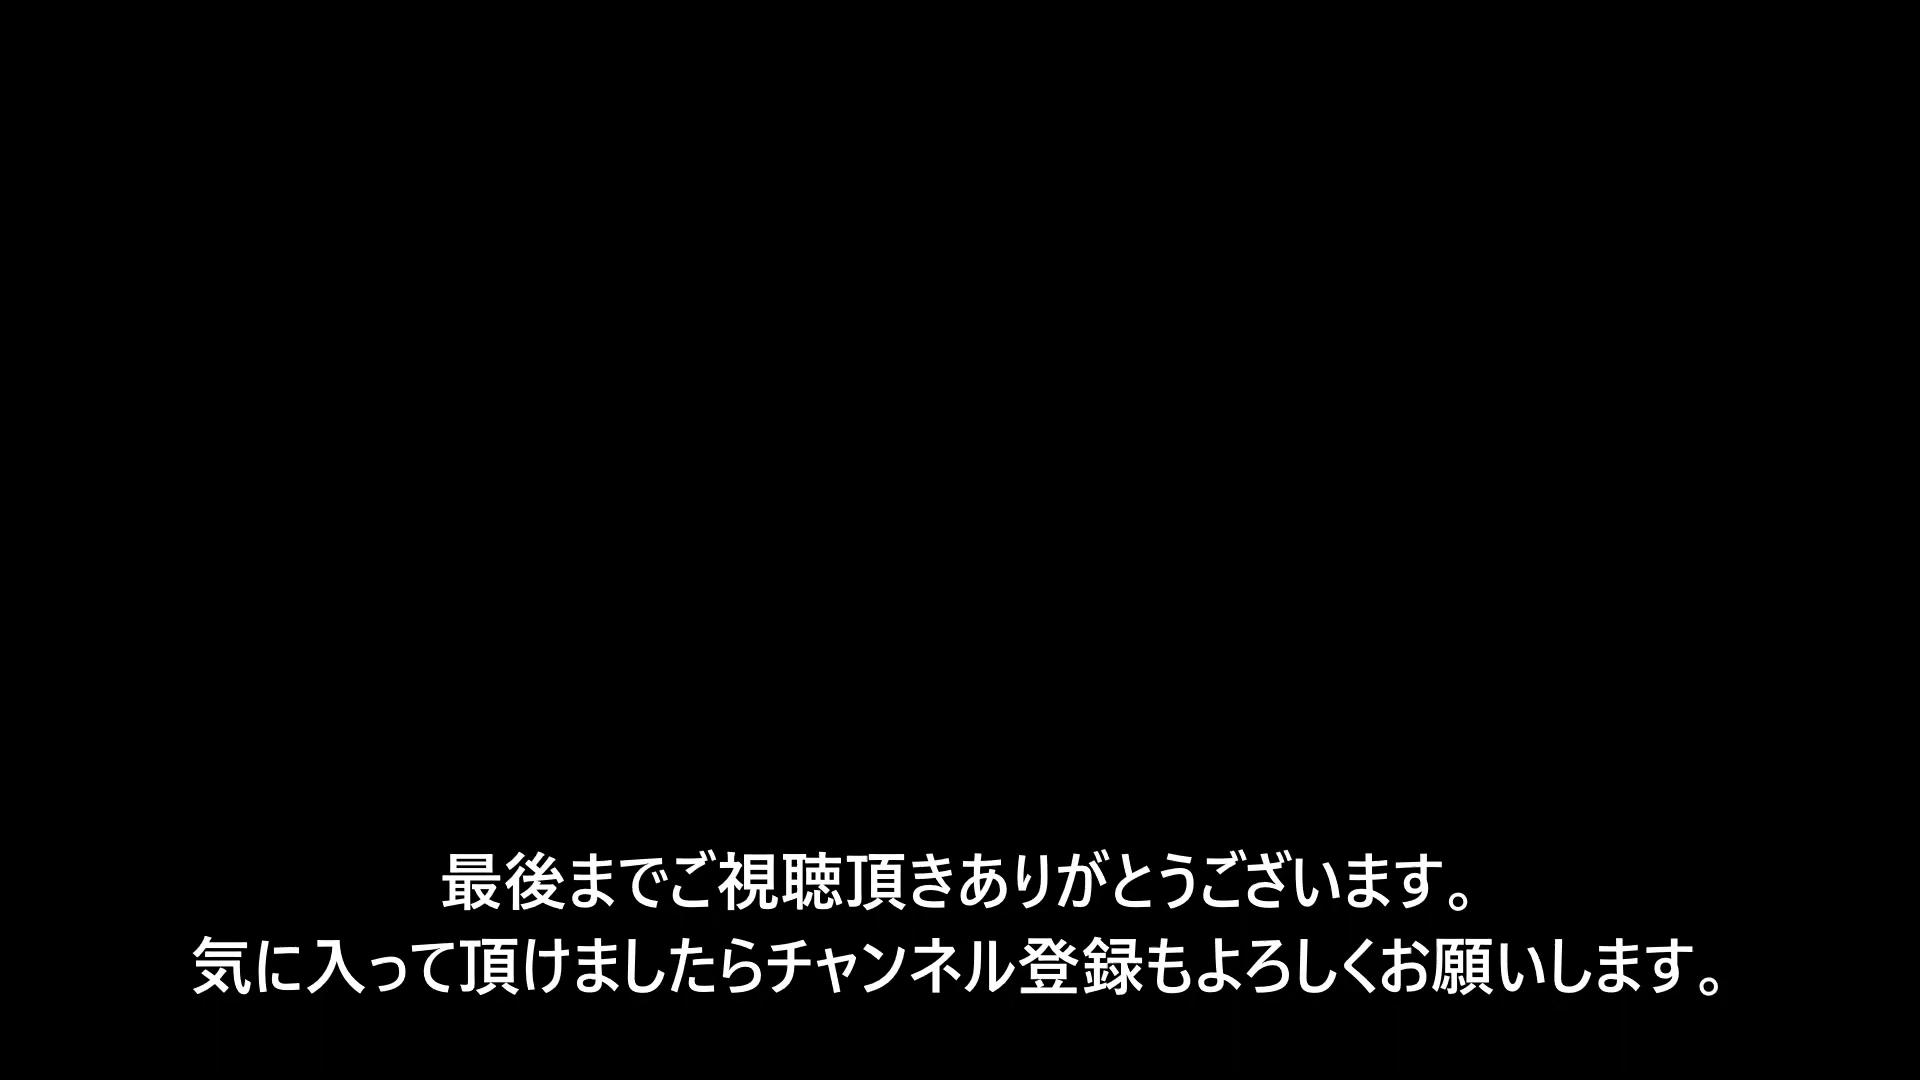 最後までご視聴頂きありがとうございます。
気に入って頂けましたらチャンネル登録もよろしくお願いします。